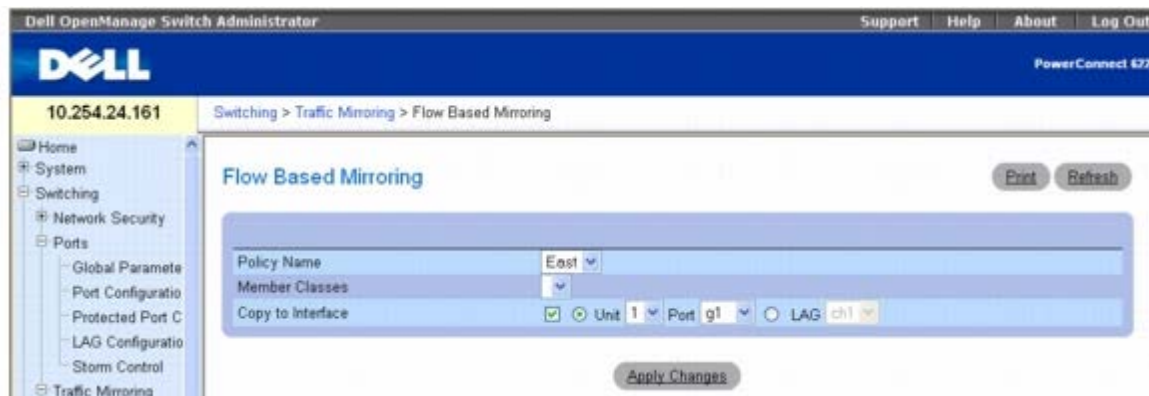 Dell OpenManage Switch Administrator Support Help About Log Out
DELL
PowerConnect 622
10.254.24.161
Switching > Traffic Mirroring > Flow Based Mirroring
Home
System
Switching
Network Security
Ports
Global Paramete
Port Configuratio
Protected Port C
LAG Configuratio
Storm Control
Traffic Mirroring
Flow Based Mirroring
Print Refresh
Policy Name East
Member Classes
Copy to Interface Unit 1 Port g1 LAG ch1
Apply Changes